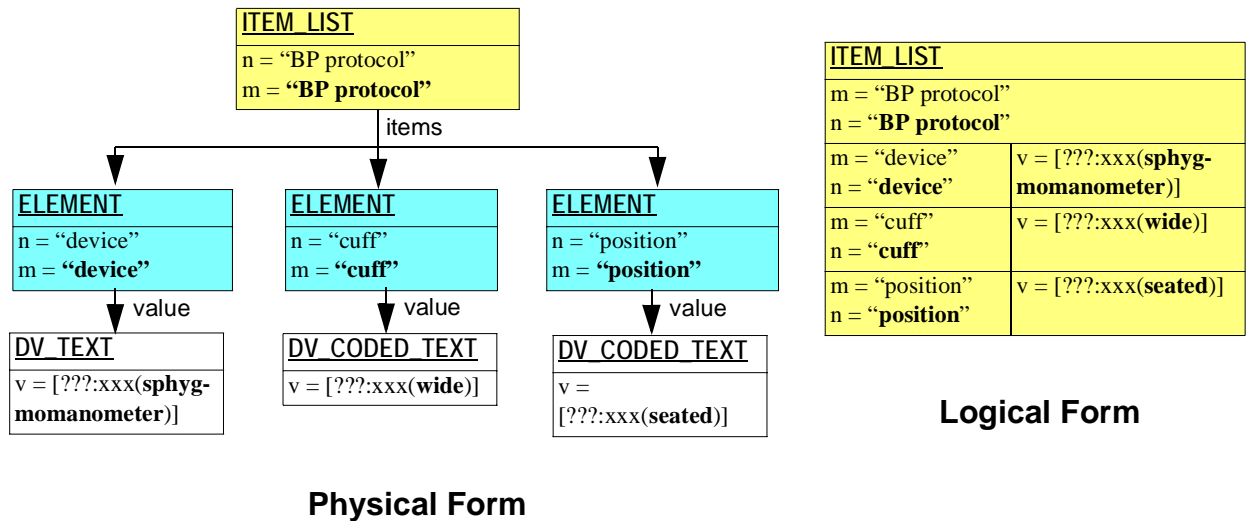 ITEM_LIST
n = “BP protocol”
m = “BP protocol”
items
ELEMENT
n = “device”
m = “device”
ELEMENT
n = “cuff”
m = “cuff”
ELEMENT
n = “position”
m = “position”
value
value
value
DV_TEXT
v = [???:xxx(sphyg-
momanometer)]
DV_CODED_TEXT
v = [???:xxx(wide)]
DV_CODED_TEXT
v =
[???:xxx(seated)]
Physical Form
ITEM_LIST
m = “BP protocol”
n = “BP protocol”
m = “device”
n = “device”
v = [???:xxx(sphyg-
momanometer)]
m = “cuff”
n = “cuff”
v = [???:xxx(wide)]
m = “position”
n = “position”
v = [???:xxx(seated)]
Logical Form